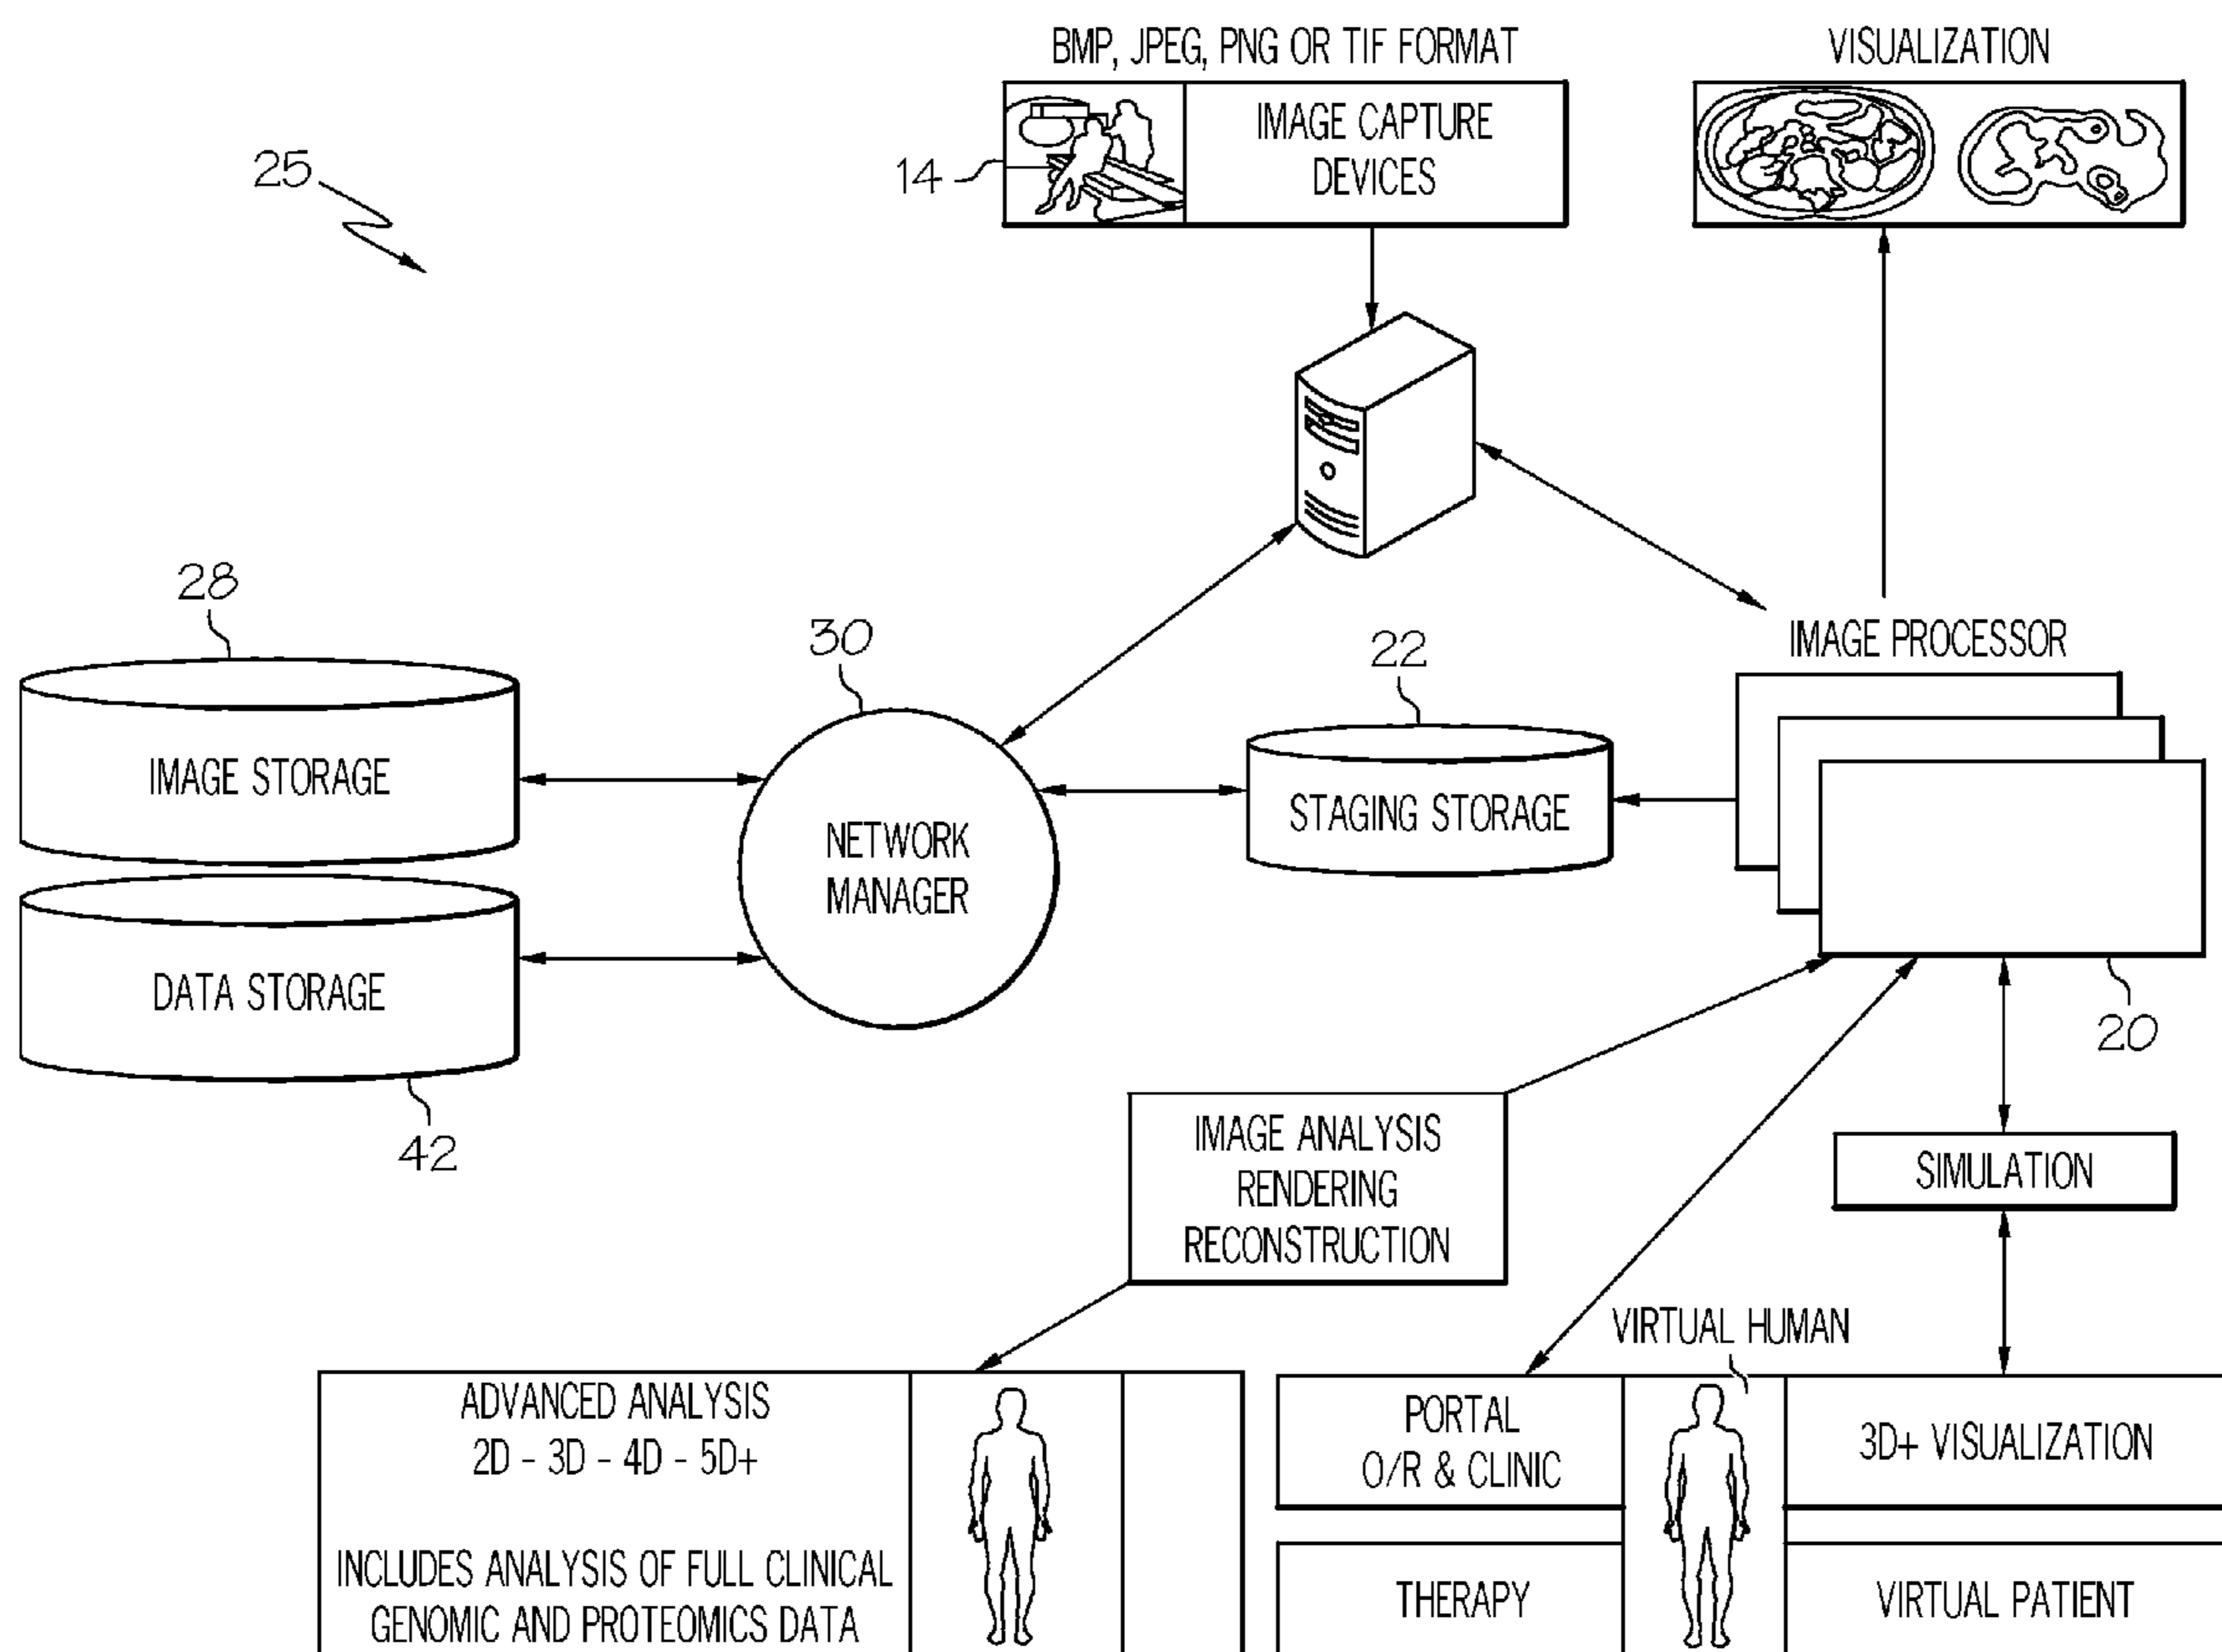 BMP, JPEG, PNG OR TIF FORMAT
VISUALIZATION
IMAGE CAPTURE
DEVICES
14
25
IMAGE PROCESSOR
28
30
22
IMAGE STORAGE
STAGING STORAGE
NETWORK
MANAGER
DATA STORAGE
20
42
IMAGE ANALYSIS
RENDERING
RECONSTRUCTION
SIMULATION
VIRTUAL HUMAN
ADVANCED ANALYSIS
2D - 3D - 4D - 5D+
INCLUDES ANALYSIS OF FULL CLINICAL
GENOMIC AND PROTEOMICS DATA
PORTAL
O/R & CLINIC
3D+ VISUALIZATION
THERAPY
VIRTUAL PATIENT